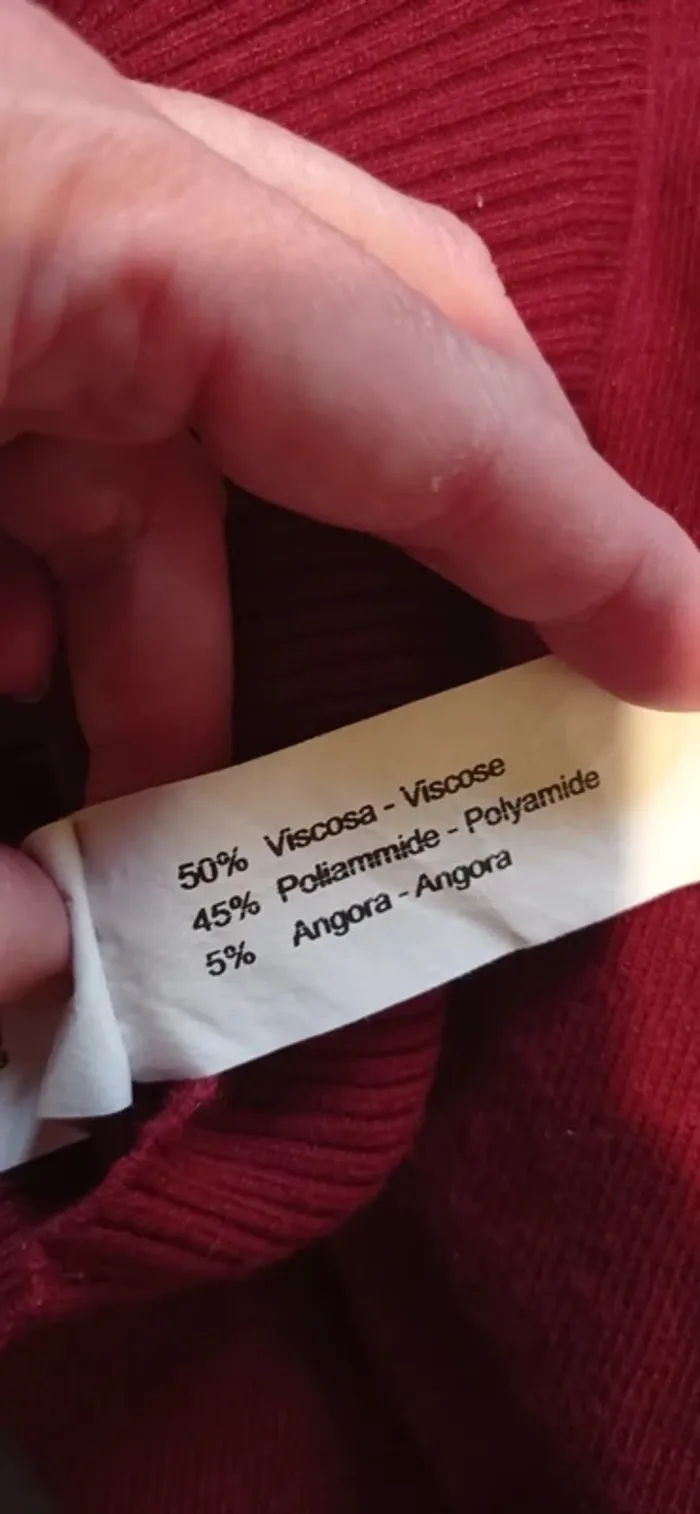 50% Viscosa - Viscose
45% Poliammide - Polyamide
5% Angora - Angora